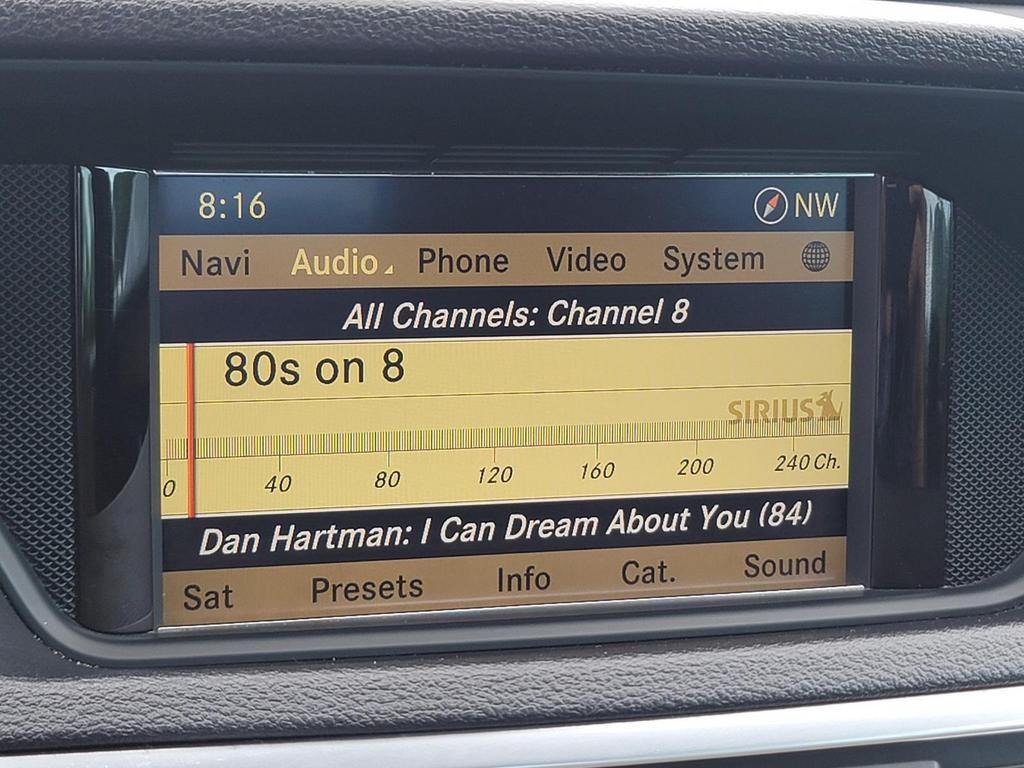 8:16 NW
Navi Audio Phone Video System
All Channels: Channel 8
80s on 8
SIRIUS
0 40 80 120 160 200 240 Ch.
Dan Hartman: I Can Dream About You (84)
Sat Presets Info Cat. Sound